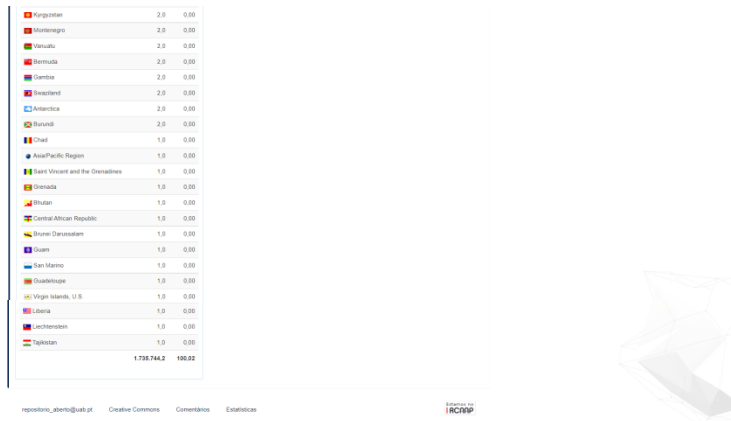 Kyrgyzstan 2,0 0,00
Montenegro 2,0 0,00
Vanuatu 2,0 0,00
Bermuda 2,0 0,00
Gambia 2,0 0,00
Swaziland 2,0 0,00
Antarctica 2,0 0,00
Burundi 2,0 0,00
Chad 1,0 0,00
Asia/Pacific Region 1,0 0,00
Saint Vincent and the Grenadines 1,0 0,00
Grenada 1,0 0,00
Bhutan 1,0 0,00
Central African Republic 1,0 0,00
Brunei Darussalam 1,0 0,00
Guam 1,0 0,00
San Marino 1,0 0,00
Guadeloupe 1,0 0,00
Virgin Islands, U.S. 1,0 0,00
Liberia 1,0 0,00
Liechtenstein 1,0 0,00
Tajikistan 1,0 0,00
1.735.744,2 100,02
repositorio_aberto@uab.pt Creative Commons Comentários Estatísticas
Estamos no
RCAAP